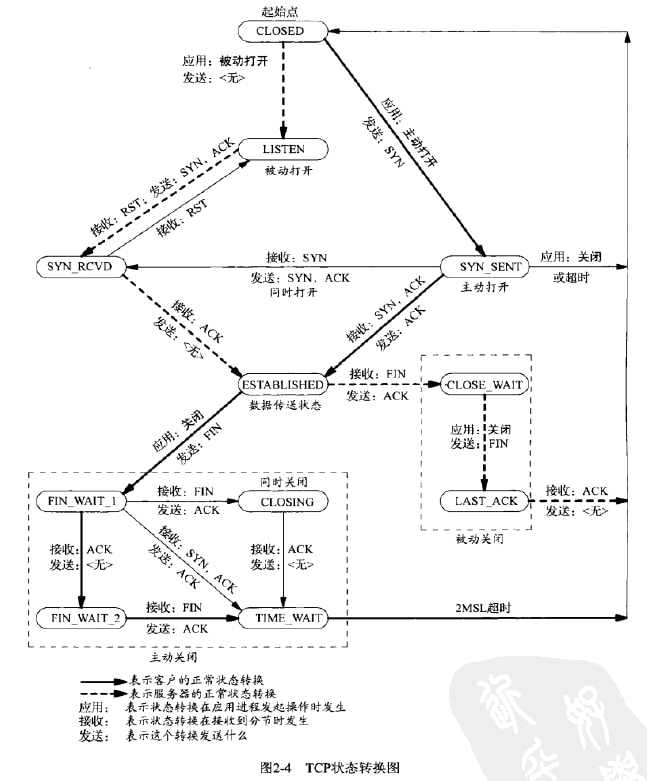 起始点
CLOSED
应用：被动打开
发送：<无>
应用：主动打开
发送：SYN
LISTEN
被动打开
接收：RST；发送：SYN，ACK
接收：RST
SYN_RCVD
接收：SYN
发送：SYN，ACK
同时打开
SYN_SENT
主动打开
应用：关闭
或超时
接收：ACK
发送：<无>
接收：SYN，ACK
发送：ACK
ESTABLISHED
数据传送状态
接收：FIN
发送：ACK
CLOSE_WAIT
应用：关闭
发送：FIN
LAST_ACK
被动关闭
接收：ACK
发送：<无>
应用：关闭
发送：FIN
同时关闭
FIN_WAIT_1
接收：FIN
发送：ACK
CLOSING
接收：ACK
发送：<无>
接收：SYN，ACK
发送：ACK
接收：ACK
发送：<无>
FIN_WAIT_2
接收：FIN
发送：ACK
TIME_WAIT
2MSL超时
主动关闭
表示客户的正常状态转换
表示服务器的正常状态转换
应用： 表示状态转换在应用进程发起操作时发生
接收： 表示状态转换在接收到分节时发生
发送： 表示这个转换发送什么
图2-4 TCP状态转换图